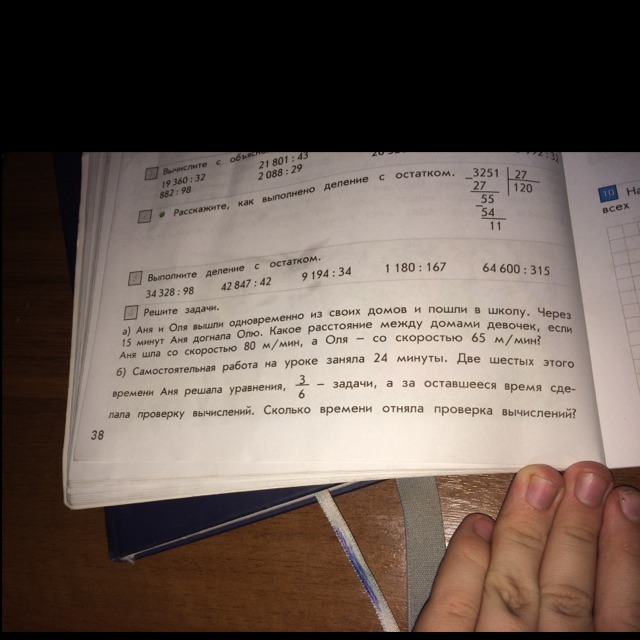 Вычислите с
19 360 : 32
21 801 : 43
882 : 98
2 088 : 29
Расскажите, как выполнено деление с остатком.
3251 27
27 120
55
54
11
Выполните деление с остатком.
34 328 : 98 42 847 : 42 9 194 : 34 1 180 : 167 64 600 : 315
Решите задачи.
а) Аня и Оля вышли одновременно из своих домов и пошли в школу. Через
15 минут Аня догнала Олю. Какое расстояние между домами девочек, если
Аня шла со скоростью 80 м/мин, а Оля – со скоростью 65 м/мин?
б) Самостоятельная работа на уроке заняла 24 минуты. Две шестых этого
времени Аня решала уравнения, 3/6 – задачи, а за оставшееся время сде-
лала проверку вычислений. Сколько времени отняла проверка вычислений?
38
10 На
всех